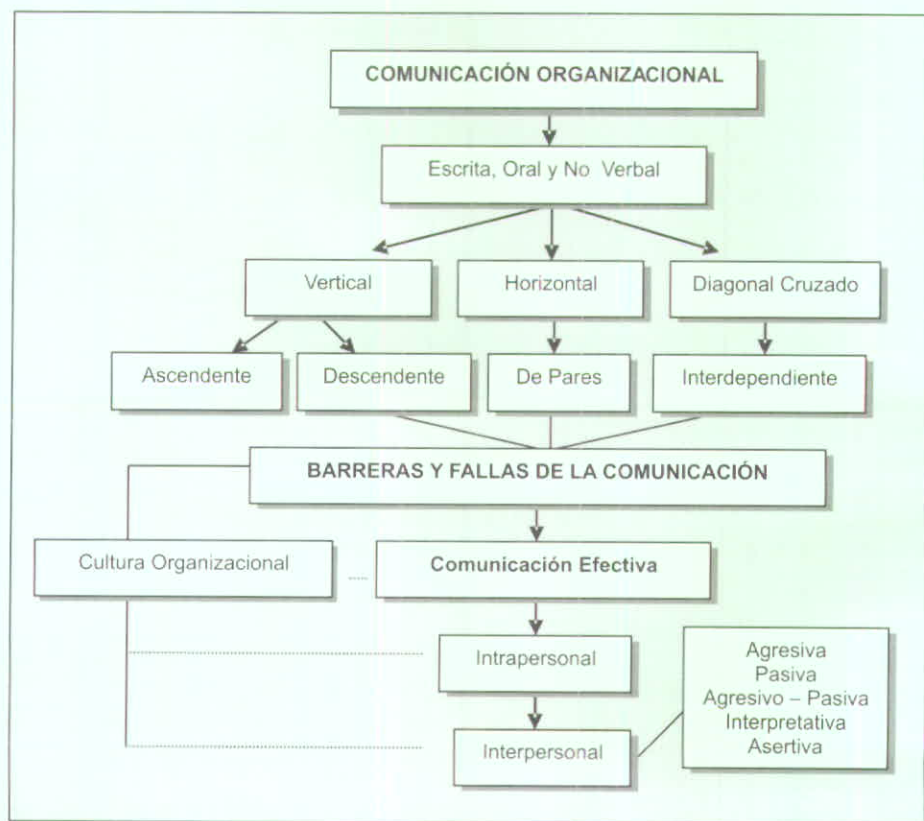 COMUNICACIÓN ORGANIZACIONAL
Escrita, Oral y No Verbal
Vertical
Horizontal
Diagonal Cruzado
Ascendente
Descendente
De Pares
Interdependiente
BARRERAS Y FALLAS DE LA COMUNICACIÓN
Cultura Organizacional
Comunicación Efectiva
Intrapersonal
Interpersonal
Agresiva
Pasiva
Agresivo – Pasiva
Interpretativa
Asertiva